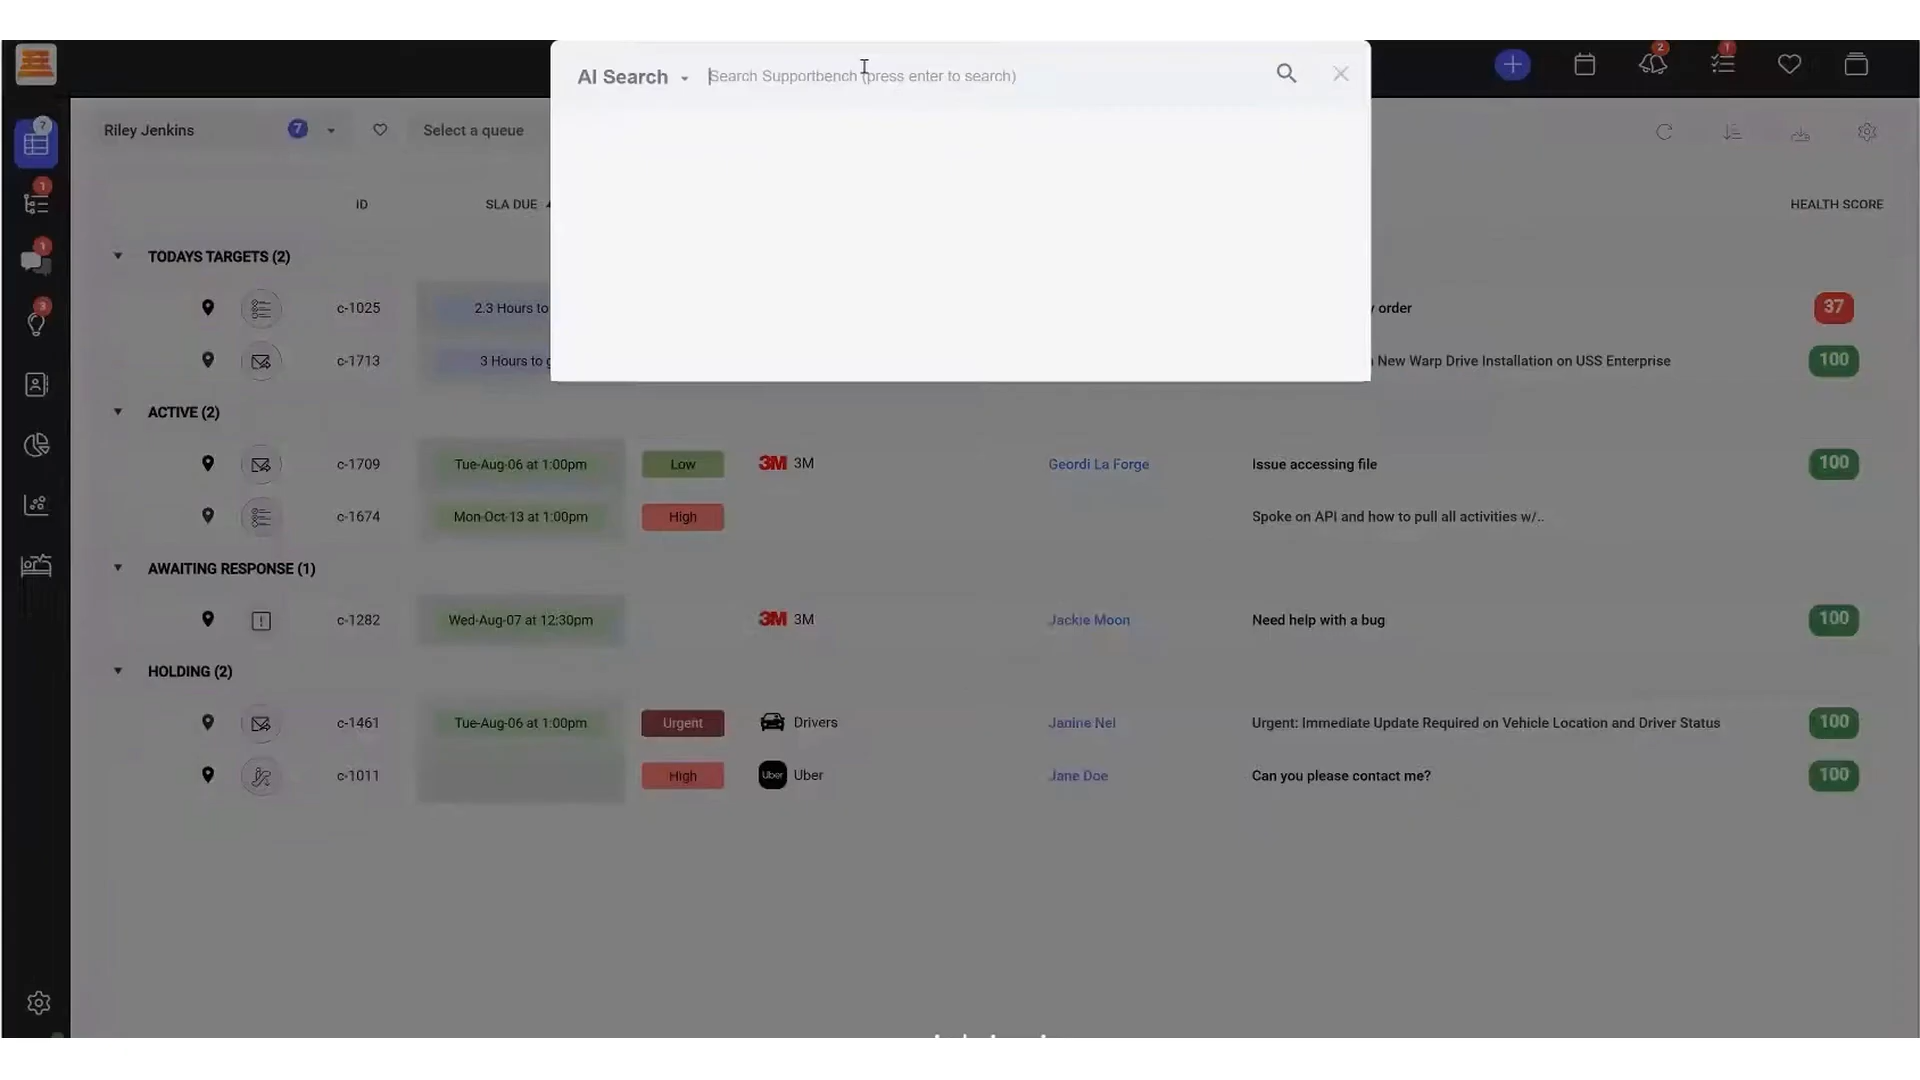 AI Search
Search Supportbench (press enter to search)
2
1
Riley Jenkins
7
Select a queue
7
1
1
3
ID
SLA DUE
HEALTH SCORE
TODAYS TARGETS (2)
c-1025
2.3 Hours to
order
37
c-1713
3 Hours to
New Warp Drive Installation on USS Enterprise
100
ACTIVE (2)
c-1709
Tue-Aug-06 at 1:00pm
Low
3M 3M
Geordi La Forge
Issue accessing file
100
c-1674
Mon-Oct-13 at 1:00pm
High
Spoke on API and how to pull all activities w/..
AWAITING RESPONSE (1)
c-1282
Wed-Aug-07 at 12:30pm
3M 3M
Jackie Moon
Need help with a bug
100
HOLDING (2)
c-1461
Tue-Aug-06 at 1:00pm
Urgent
Drivers
Janine Nel
Urgent: Immediate Update Required on Vehicle Location and Driver Status
100
c-1011
High
Uber Uber
Jane Doe
Can you please contact me?
100